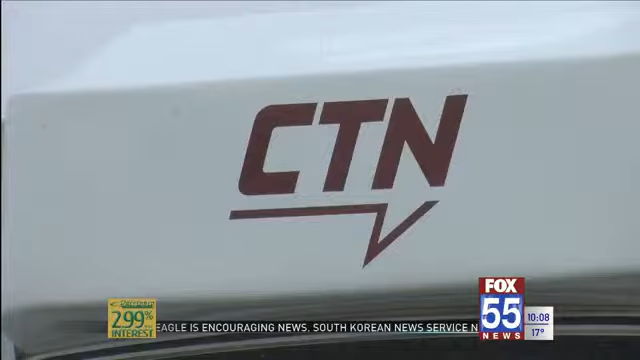 CTN
2.99%
INTEREST
EAGLE IS ENCOURAGING NEWS, SOUTH KOREAN NEWS SERVICE N
FOX
55
NEWS
10:08
17°